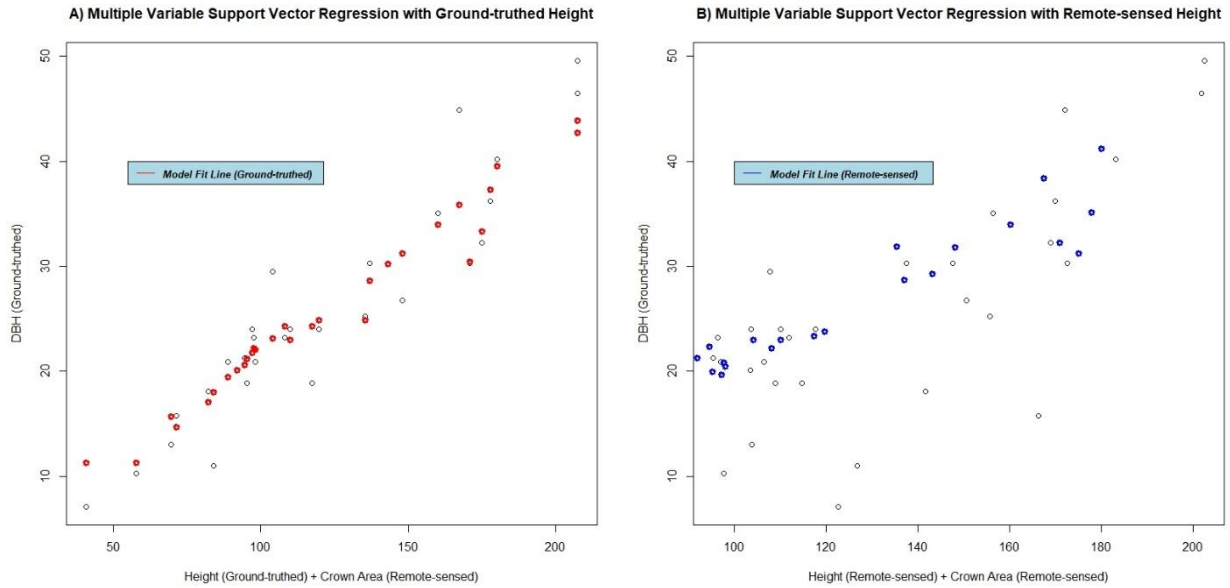 A) Multiple Variable Support Vector Regression with Ground-truthed Height
50
40
30
20
10
DBH (Ground-truthed)
Model Fit Line (Ground-truthed)
50
100
150
200
Height (Ground-truthed) + Crown Area (Remote-sensed)
B) Multiple Variable Support Vector Regression with Remote-sensed Height
50
40
30
20
10
DBH (Ground-truthed)
Model Fit Line (Remote-sensed)
100
120
140
160
180
200
Height (Remote-sensed) + Crown Area (Remote-sensed)